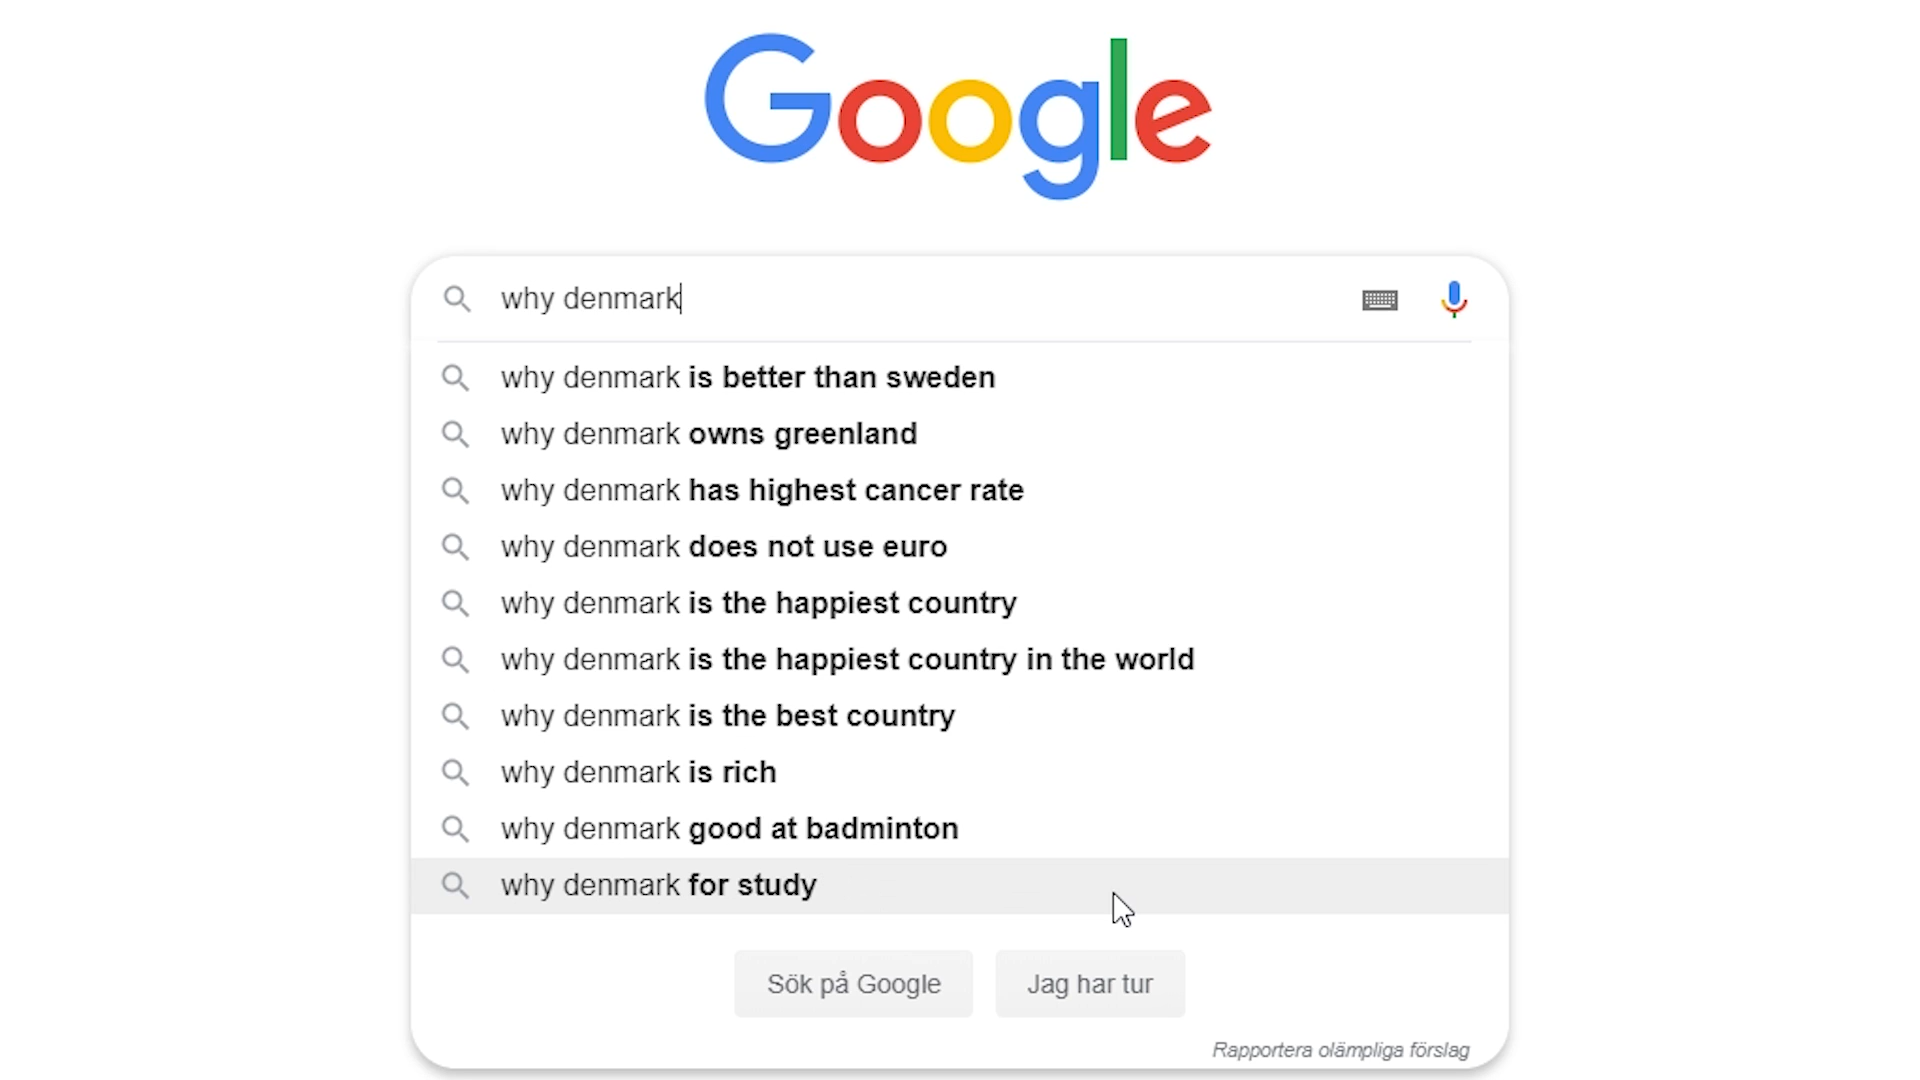 Google
why denmark
why denmark is better than sweden
why denmark owns greenland
why denmark has highest cancer rate
why denmark does not use euro
why denmark is the happiest country
why denmark is the happiest country in the world
why denmark is the best country
why denmark is rich
why denmark good at badminton
why denmark for study
Sök på Google
Jag har tur
Rapportera olämpliga förslag